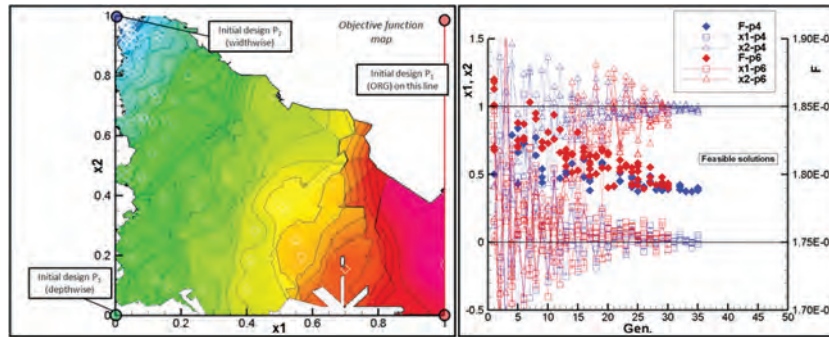 1
0.8
0.6
0.4
0.2
0
x2
0
0.2
0.4
0.6
0.8
x1
Initial design P2
(widthwise)
Objective function
map
Initial design P1
(ORG) on this line
Initial design P3
(depthwise)
F-p4
x1-p4
x2-p4
F-p6
x1-p6
x2-p6
Feasible solutions
x1, x2
1.5
1
0.5
0
-0.5
0
5
10
15
20
25
30
35
40
45
50
Gen.
F
1.90E-0
1.85E-0
1.80E-0
1.75E-0
1.70E-0